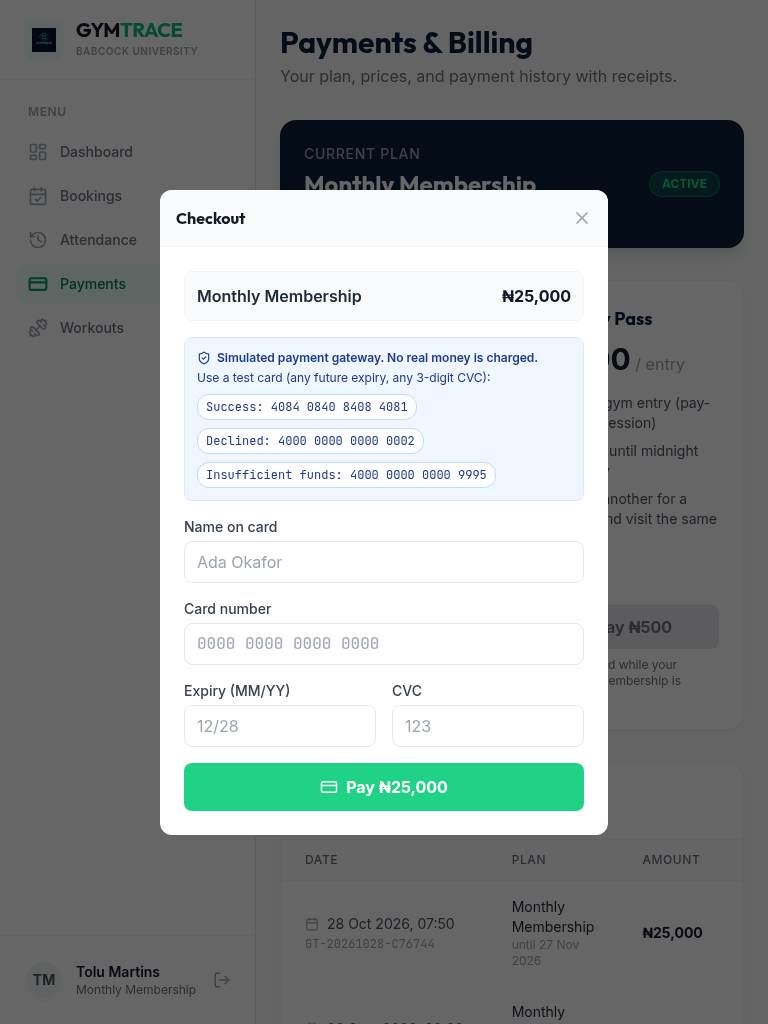 GYMTRACE
BABCOCK UNIVERSITY
MENU
Dashboard
Bookings
Attendance
Payments
Workouts
TM
Tolu Martins
Monthly Membership
Payments & Billing
Your plan, prices, and payment history with receipts.
CURRENT PLAN
Monthly Membership
ACTIVE
Checkout
Monthly Membership
₦25,000
Simulated payment gateway. No real money is charged.
Use a test card (any future expiry, any 3-digit CVC):
Success: 4084 0840 8408 4081
Declined: 4000 0000 0000 0002
Insufficient funds: 4000 0000 0000 9995
Name on card
Ada Okafor
Card number
0000 0000 0000 0000
Expiry (MM/YY)
CVC
12/28
123
Pay ₦25,000
Pass
/ entry
gym entry (pay-
until midnight
another for a
visit the same
₦500
d while your
embership is
DATE
PLAN
AMOUNT
28 Oct 2026, 07:50
GT-20261028-C76744
Monthly
Membership
until 27 Nov
2026
₦25,000
Monthly